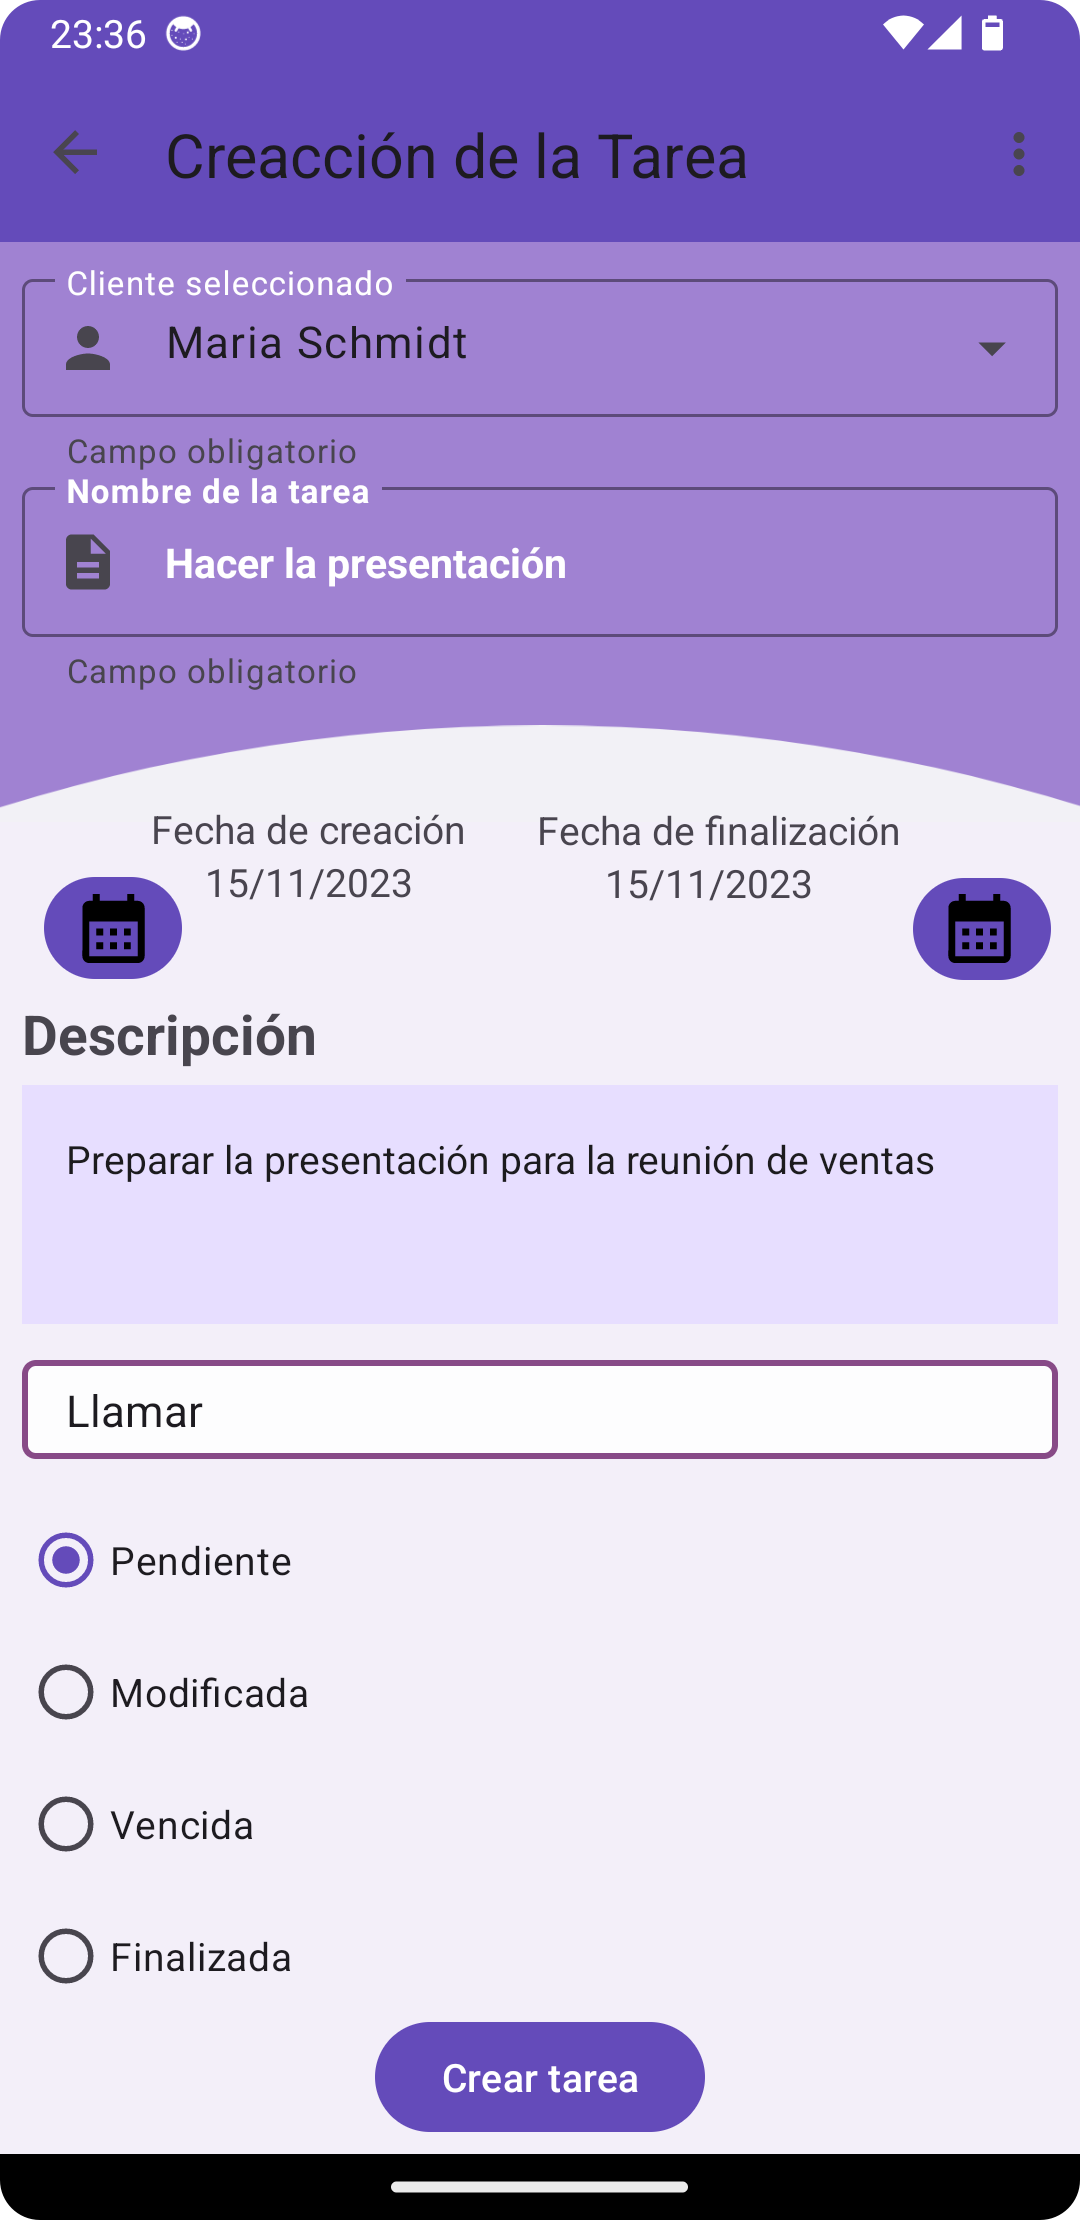 23:36
Creacción de la Tarea
Cliente seleccionado
Maria Schmidt
Campo obligatorio
Nombre de la tarea
Hacer la presentación
Campo obligatorio
Fecha de creación
15/11/2023
Fecha de finalización
15/11/2023
Descripción
Preparar la presentación para la reunión de ventas
Llamar
Pendiente
Modificada
Vencida
Finalizada
Crear tarea